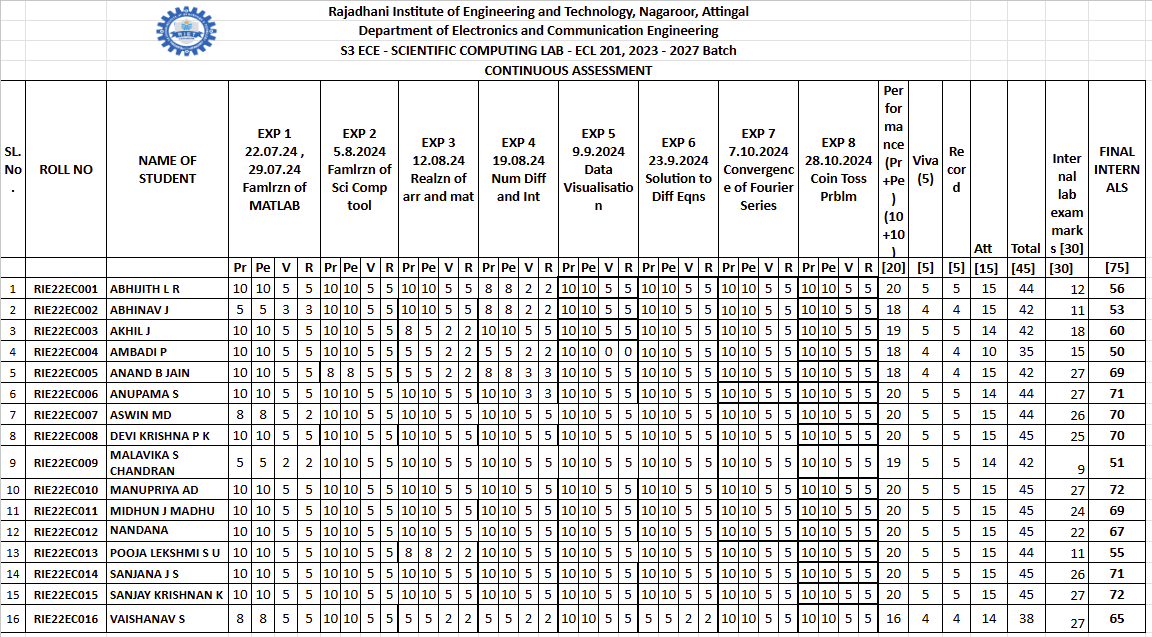 Rajadhani Institute of Engineering and Technology, Nagaroor, Attingal
Department of Electronics and Communication Engineering
S3 ECE - SCIENTIFIC COMPUTING LAB - ECL 201, 2023 - 2027 Batch
CONTINUOUS ASSESSMENT
SL. No .
ROLL NO
NAME OF STUDENT
EXP 1 22.07.24 , 29.07.24 Famlrzn of MATLAB
EXP 2 5.8.2024 Famlrzn of Sci Comp tool
EXP 3 12.08.24 Realzn of arr and mat
EXP 4 19.08.24 Num Diff and Int
EXP 5 9.9.2024 Data Visualisatio n
EXP 6 23.9.2024 Solution to Diff Eqns
EXP 7 7.10.2024 Convergenc e of Fourier Series
EXP 8 28.10.2024 Coin Toss Prblm
Per for ma nce (Pr +Pe ) (10 +10 )
Viva (5)
Re cor d
Att
Total
Inter nal lab exam mark s [30]
FINAL INTERN ALS
Pr Pe V R Pr Pe V R Pr Pe V R Pr Pe V R Pr Pe V R Pr Pe V R Pr Pe V R Pr Pe V R [20] [5] [5] [15] [45] [30] [75]
1 RIE22EC001 ABHIJITH L R 10 10 5 5 10 10 5 5 10 10 5 5 8 8 2 2 10 10 5 5 10 10 5 5 10 10 5 5 10 10 5 5 20 5 5 15 44 12 56
2 RIE22EC002 ABHINAV J 5 5 3 3 10 10 5 5 10 10 5 5 8 8 2 2 10 10 5 5 10 10 5 5 10 10 5 5 10 10 5 5 18 4 4 15 42 11 53
3 RIE22EC003 AKHIL J 10 10 5 5 10 10 5 5 8 5 2 2 10 10 5 5 10 10 5 5 10 10 5 5 10 10 5 5 10 10 5 5 19 5 5 14 42 18 60
4 RIE22EC004 AMBADI P 10 10 5 5 10 10 5 5 5 5 2 2 5 5 2 2 10 10 0 0 10 10 5 5 10 10 5 5 10 10 5 5 18 4 4 10 35 15 50
5 RIE22EC005 ANAND B JAIN 10 10 5 5 8 8 5 5 5 5 2 2 8 8 3 3 10 10 5 5 10 10 5 5 10 10 5 5 10 10 5 5 18 4 4 15 42 27 69
6 RIE22EC006 ANUPAMA S 10 10 5 5 10 10 5 5 10 10 5 5 10 10 3 3 10 10 5 5 10 10 5 5 10 10 5 5 10 10 5 5 20 5 5 14 44 27 71
7 RIE22EC007 ASWIN MD 8 8 5 2 10 10 5 5 10 10 5 5 10 10 5 5 10 10 5 5 10 10 5 5 10 10 5 5 10 10 5 5 20 5 5 15 44 26 70
8 RIE22EC008 DEVI KRISHNA P K 10 10 5 5 10 10 5 5 10 10 5 5 10 10 5 5 10 10 5 5 10 10 5 5 10 10 5 5 10 10 5 5 20 5 5 15 45 25 70
9 RIE22EC009 MALAVIKA S CHANDRAN 5 5 2 2 10 10 5 5 10 10 5 5 10 10 5 5 10 10 5 5 10 10 5 5 10 10 5 5 10 10 5 5 19 5 5 14 42 9 51
10 RIE22EC010 MANUPRIYA AD 10 10 5 5 10 10 5 5 10 10 5 5 10 10 5 5 10 10 5 5 10 10 5 5 10 10 5 5 10 10 5 5 20 5 5 15 45 27 72
11 RIE22EC011 MIDHUN J MADHU 10 10 5 5 10 10 5 5 10 10 5 5 10 10 5 5 10 10 5 5 10 10 5 5 10 10 5 5 10 10 5 5 20 5 5 15 45 24 69
12 RIE22EC012 NANDANA 10 10 5 5 10 10 5 5 10 10 5 5 10 10 5 5 10 10 5 5 10 10 5 5 10 10 5 5 10 10 5 5 20 5 5 15 45 22 67
13 RIE22EC013 POOJA LEKSHMI S U 10 10 5 5 10 10 5 5 8 8 2 2 10 10 5 5 10 10 5 5 10 10 5 5 10 10 5 5 10 10 5 5 20 5 5 15 44 11 55
14 RIE22EC014 SANJANA J S 10 10 5 5 10 10 5 5 10 10 5 5 10 10 5 5 10 10 5 5 10 10 5 5 10 10 5 5 10 10 5 5 20 5 5 15 45 26 71
15 RIE22EC015 SANJAY KRISHNAN K 10 10 5 5 10 10 5 5 10 10 5 5 10 10 5 5 10 10 5 5 10 10 5 5 10 10 5 5 10 10 5 5 20 5 5 15 45 27 72
16 RIE22EC016 VAISHANAV S 8 8 5 5 10 10 5 5 5 5 2 2 5 5 2 2 10 10 5 5 5 5 2 2 10 10 5 5 10 10 5 5 16 4 4 14 38 27 65